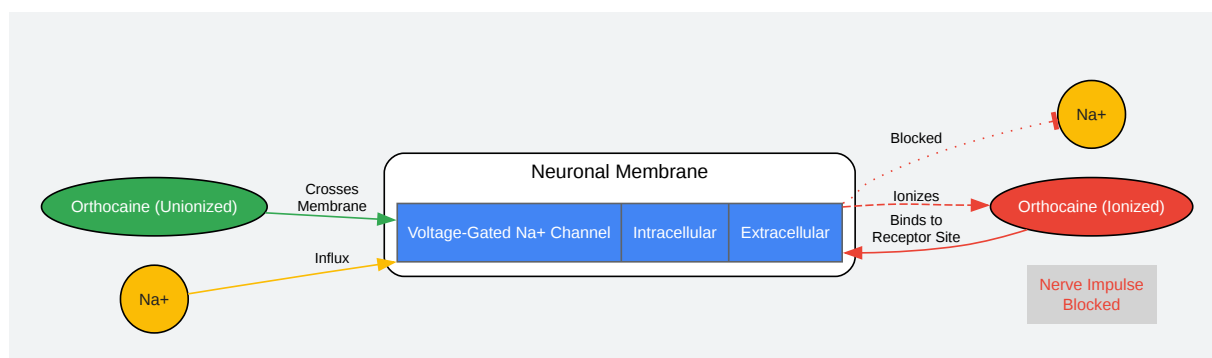 Na+
Blocked
Neuronal Membrane
Crosses
Membrane
Ionizes
Orthocaine (Unionized)
Orthocaine (Ionized)
Binds to
Receptor Site
Voltage-Gated Na+ Channel
Intracellular
Extracellular
Influx
Na+
Nerve Impulse
Blocked